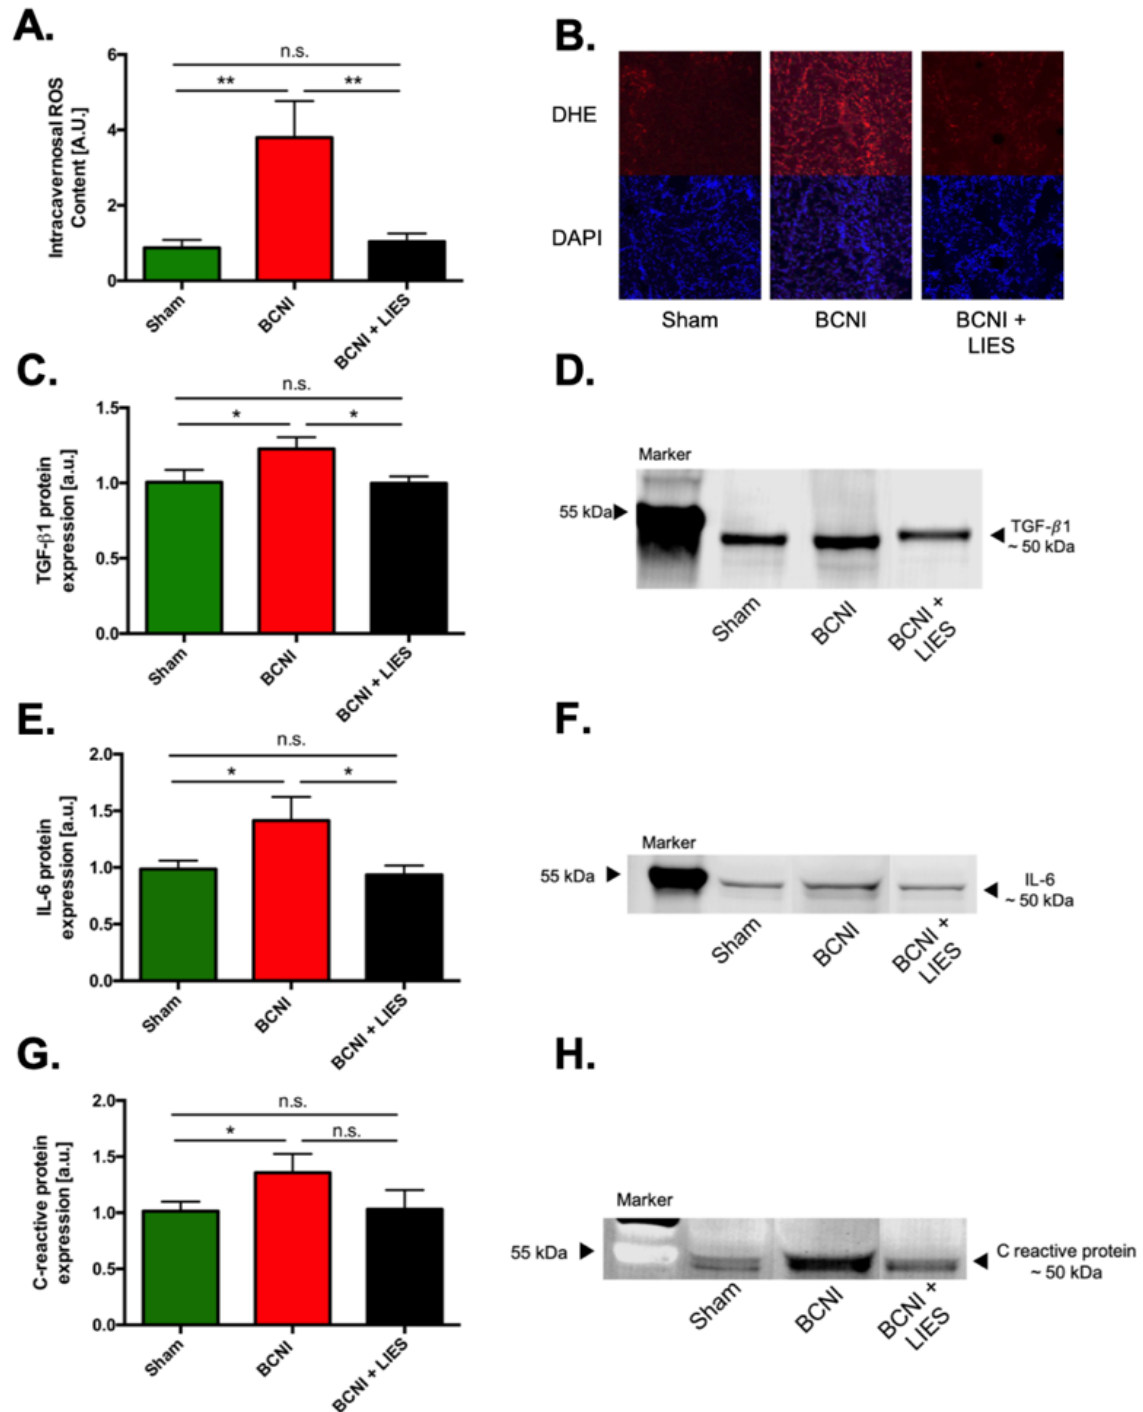 A.
Intracavernosal ROS
Content [A.U.]
6
4
2
0
n.s.
**
**
Sham
BCNI
BCNI + LIES
B.
DHE
DAPI
Sham
BCNI
BCNI +
LIES
C.
TGF-β1 protein
expression [a.u.]
1.5
1.0
0.5
0.0
n.s.
*
*
Sham
BCNI
BCNI + LIES
D.
Marker
55 kDa
TGF-β1
~ 50 kDa
Sham
BCNI
BCNI +
LIES
E.
IL-6 protein
expression [a.u.]
2.0
1.5
1.0
0.5
0.0
n.s.
*
*
Sham
BCNI
BCNI + LIES
F.
Marker
55 kDa
IL-6
~ 50 kDa
Sham
BCNI
BCNI +
LIES
G.
C-reactive protein
expression [a.u.]
2.0
1.5
1.0
0.5
0.0
n.s.
*
n.s.
Sham
BCNI
BCNI + LIES
H.
Marker
55 kDa
C reactive protein
~ 50 kDa
Sham
BCNI
BCNI +
LIES